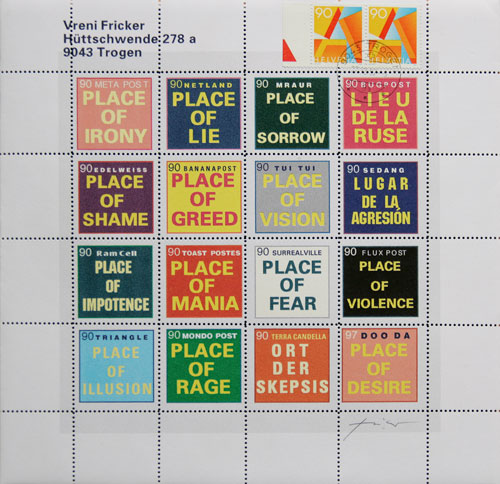 Vreni Fricker
Hüttschwende 278 a
9043 Trogen
90 90
HELVETIA HELVETIA
90 META POST
PLACE
OF
IRONY
90 NETLAND
PLACE
OF
LIE
90 MRAUR
PLACE
OF
SORROW
90 BUGPOST
LIEU
DE LA
RUSE
90 EDELWEISS
PLACE
OF
SHAME
90 BANANAPOST
PLACE
OF
GREED
90 TUI TUI
PLACE
OF
VISION
90 SEDANG
LUGAR
DE LA
AGRESIÓN
90 RamCell
PLACE
OF
IMPOTENCE
90 TOAST POSTES
PLACE
OF
MANIA
90 SURREALVILLE
PLACE
OF
FEAR
90 FLUX POST
PLACE
OF
VIOLENCE
90 TRIANGLE
PLACE
OF
ILLUSION
90 MONDO POST
PLACE
OF
RAGE
90 TERRA CANDELLA
ORT
DER
SKEPSIS
97 DOO DA
PLACE
OF
DESIRE